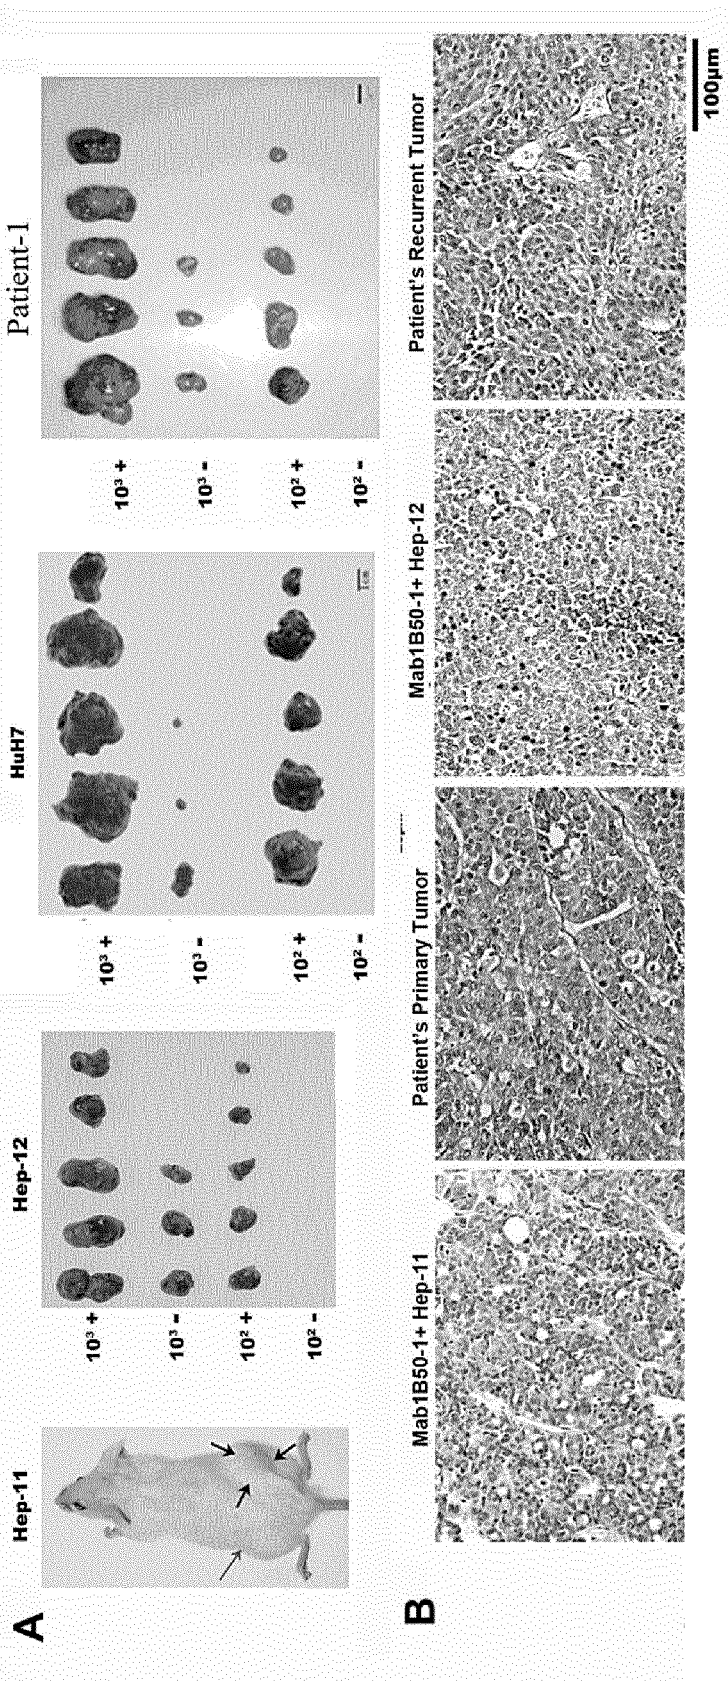 A
Hep-11
Hep-12
10³ +
10³ -
10² +
10² -
HuH7
10³ +
10³ -
10² +
10² -
Patient-1
10³ +
10³ -
10² +
10² -
B
Mab1B50-1+ Hep-11
Patient's Primary Tumor
Mab1B50-1+ Hep-12
Patient's Recurrent Tumor
100μm